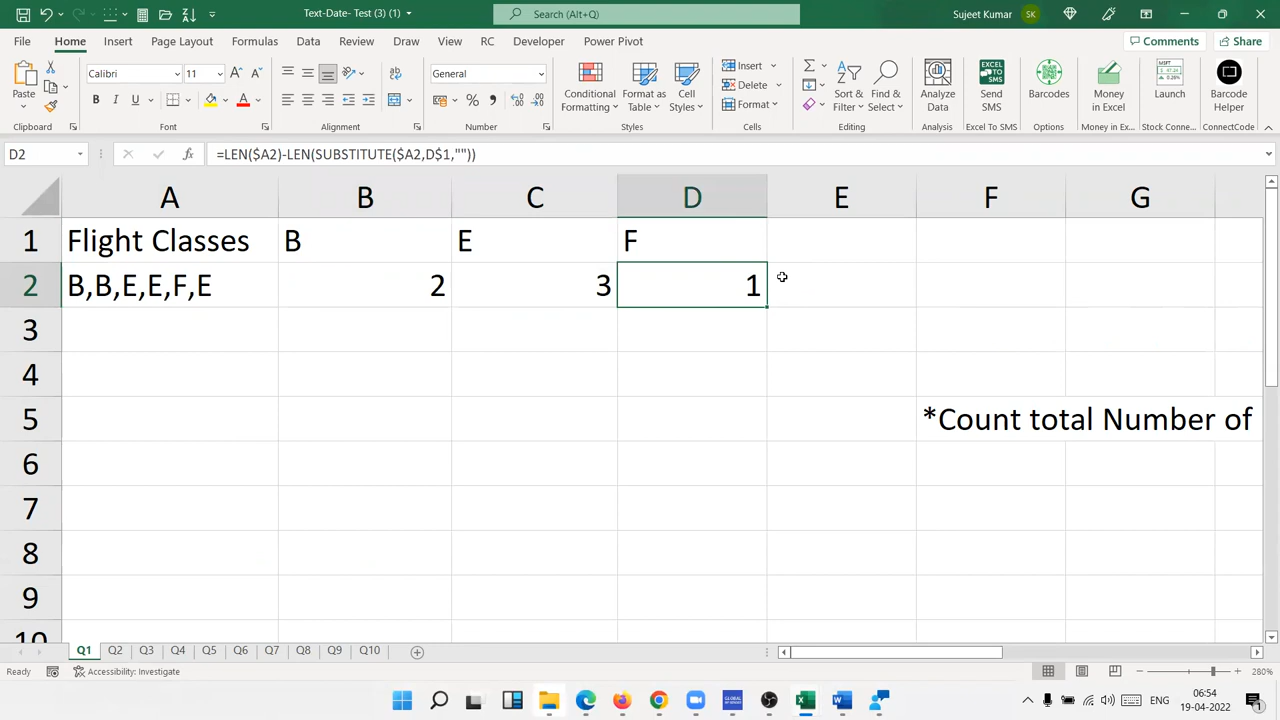 Text-Date- Test (3) (1)
Search (Alt+Q)
Sujeet Kumar
SK
File
Home
Insert
Page Layout
Formulas
Data
Review
Draw
View
RC
Developer
Help
Power Pivot
Comments
Share
Paste
Calibri
11
B
I
U
General
Conditional
Formatting
Format as
Table
Cell
Styles
Insert
Delete
Format
Sort &
Filter
Find &
Select
Analyze
Data
Send
SMS
Barcodes
Money
in Excel
Launch
Barcode
Helper
EXCEL
TO
SMS
Clipboard
Font
Alignment
Number
Styles
Cells
Editing
Analysis
Excel To SMS
Options
Money in Ex...
Stock Conne...
ConnectCode
D2
=LEN($A2)-LEN(SUBSTITUTE($A2,D$1,""))
A B C D E F G
1 Flight Classes B E F
2 B,B,E,E,F,E 2 3 1
3
4
5 *Count total Number of
6
7
8
9
10
Q1 Q2 Q3 Q4 Q5 Q6 Q7 Q8 Q9 Q10
Ready
Accessibility: Investigate
280%
ENG
06:54
19-04-2022